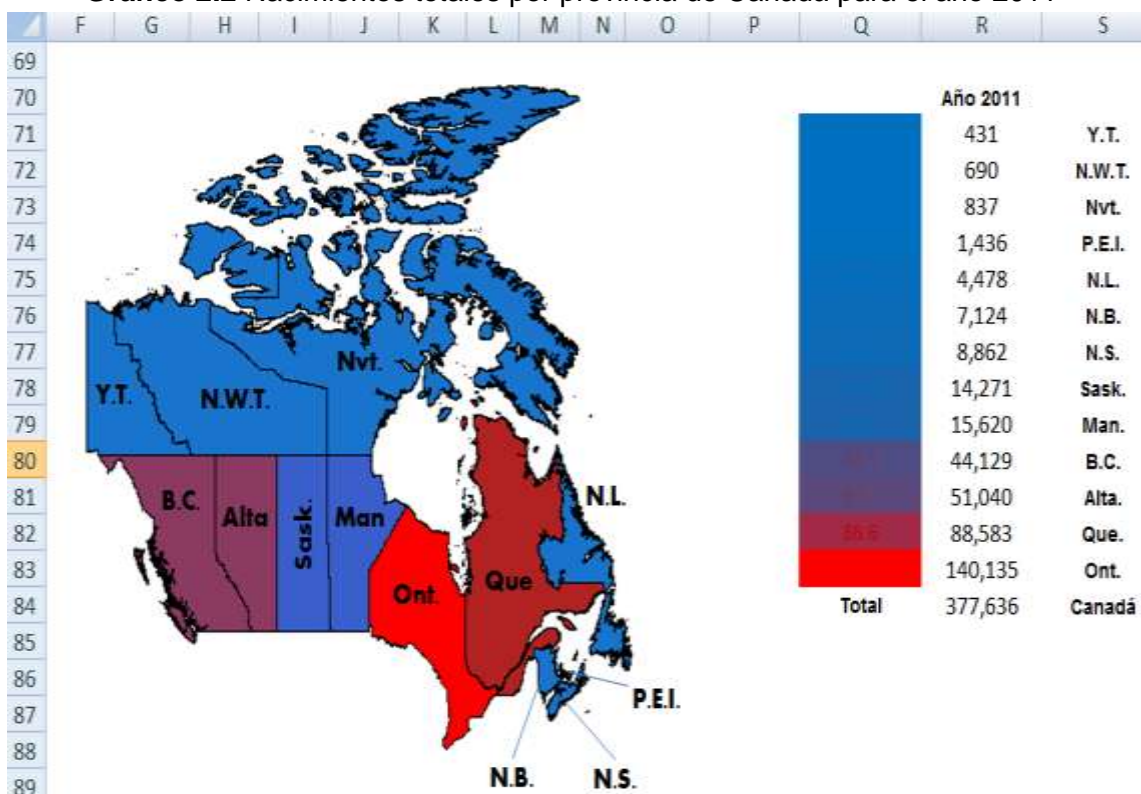 Gráfico Nacimientos totales por provincia de Canadá para el año 2011
F G H I J K L M N O P Q R S
69
70 Año 2011
71 431 Y.T.
72 690 N.W.T.
73 837 Nvt.
74 1,436 P.E.I.
75 4,478 N.L.
76 7,124 N.B.
77 8,862 N.S.
78 14,271 Sask.
79 15,620 Man.
80 44,129 B.C.
81 51,040 Alta.
82 88,583 Que.
83 140,135 Ont.
84 Total 377,636 Canadá
85
86
87
88
89
Nvt.
Y.T.
N.W.T.
B.C.
Alta
Sask.
Man
N.L.
Ont.
Que
P.E.I.
N.B.
N.S.